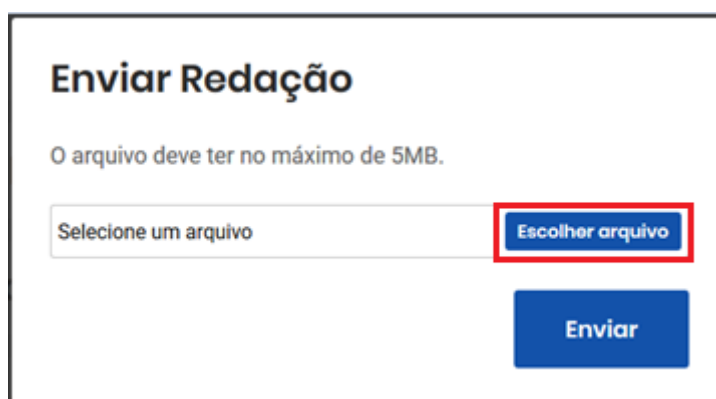 Enviar Redação
O arquivo deve ter no máximo de 5MB.
Selecione um arquivo Escolher arquivo
Enviar